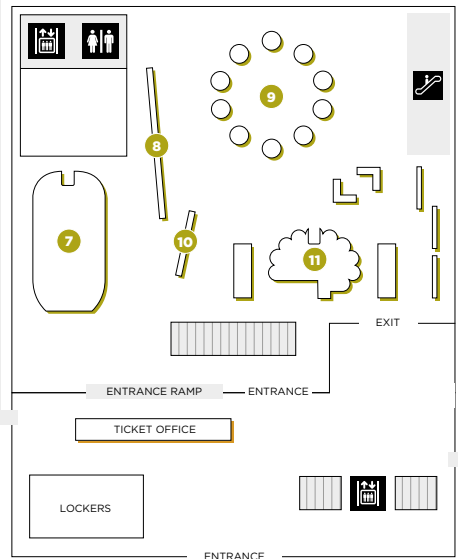 9
8
7
10
11
EXIT
ENTRANCE RAMP
ENTRANCE
TICKET OFFICE
LOCKERS
ENTRANCE